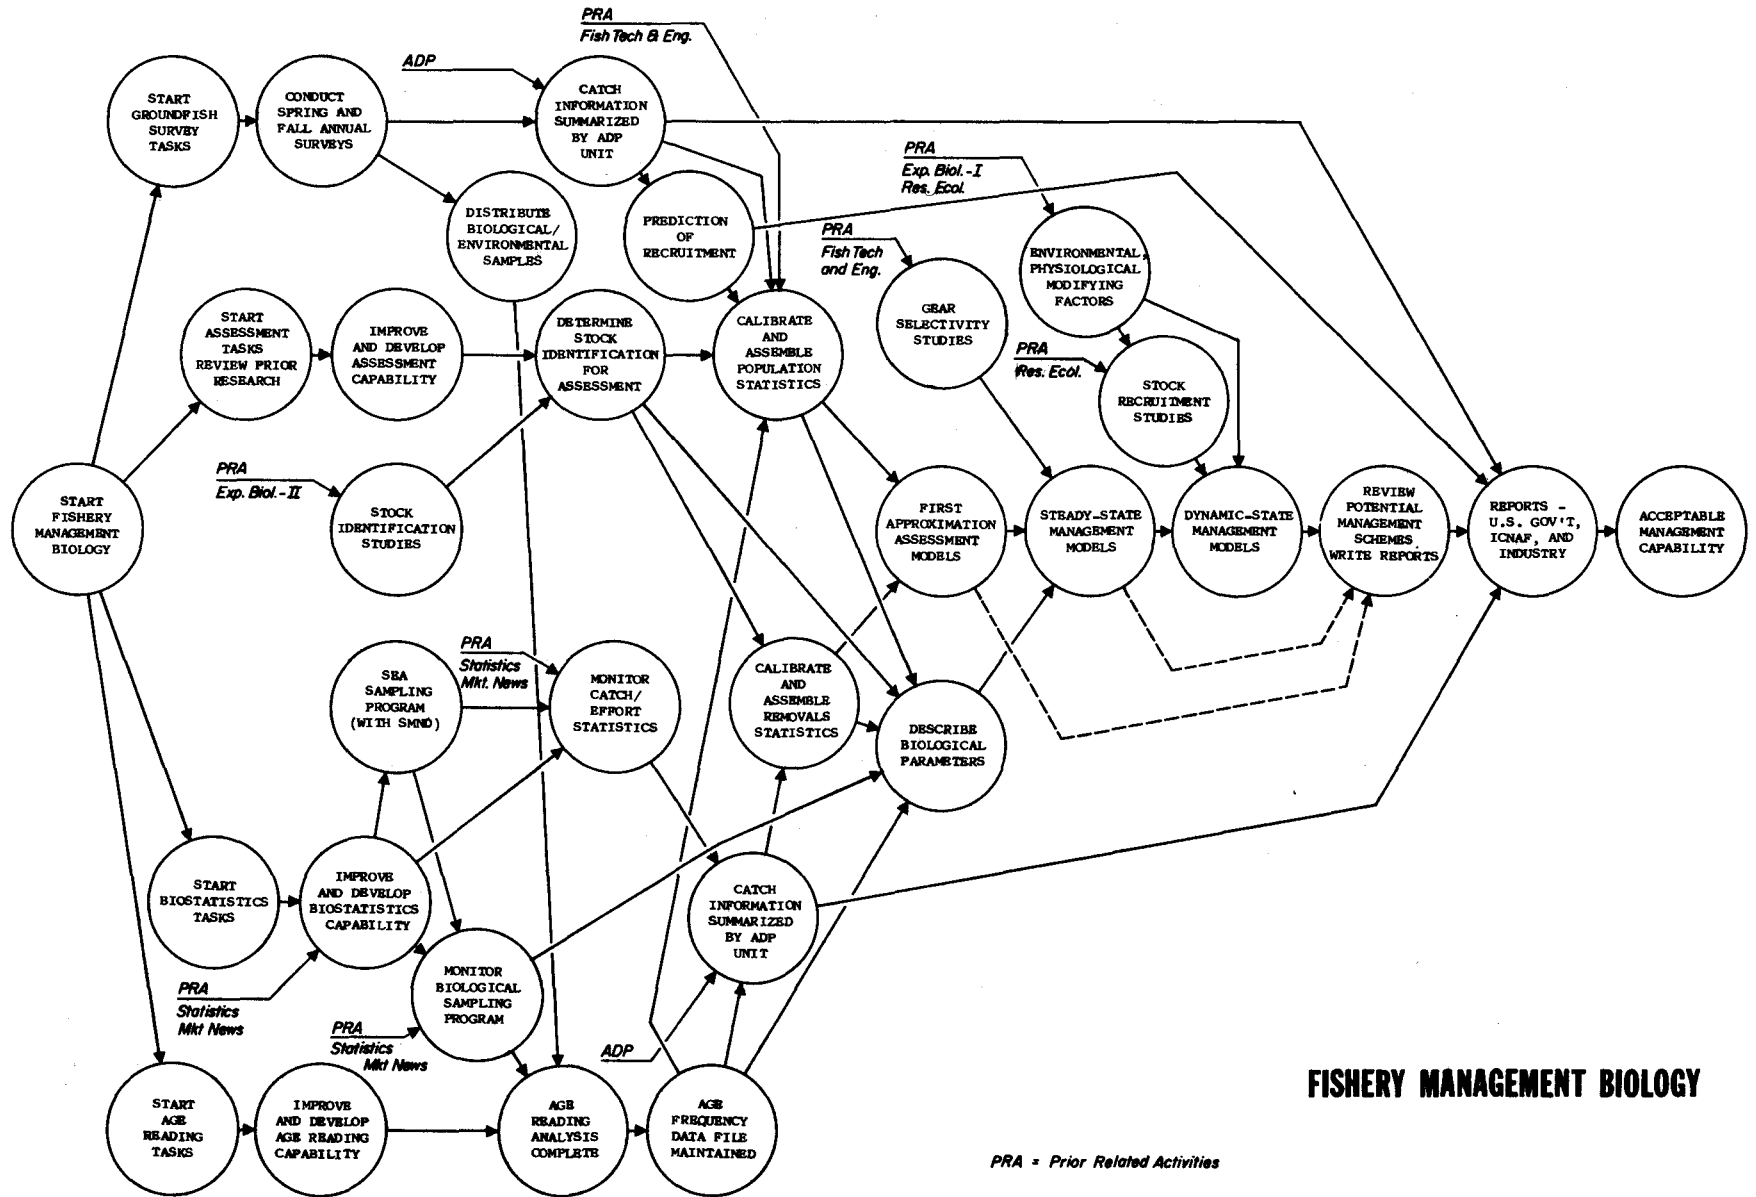 PRA
Fish Tech & Eng.
ADP
START
GROUNDFISH
SURVEY
TASKS
CONDUCT
SPRING AND
FALL ANNUAL
SURVEYS
CATCH
INFORMATION
SUMMARIZED
BY ADP
UNIT
DISTRIBUTE
BIOLOGICAL/
ENVIRONMENTAL
SAMPLES
PREDICTION
OF
RECRUITMENT
PRA
Exp. Biol.-I
Res. Ecol.
PRA
Fish Tech
and Eng.
ENVIRONMENTAL,
PHYSIOLOGICAL
MODIFYING
FACTORS
GEAR
SELECTIVITY
STUDIES
PRA
Res. Ecol.
STOCK
RECRUITMENT
STUDIES
START
ASSESSMENT
TASKS
REVIEW PRIOR
RESEARCH
IMPROVE
AND DEVELOP
ASSESSMENT
CAPABILITY
DETERMINE
STOCK
IDENTIFICATION
FOR
ASSESSMENT
CALIBRATE
AND
ASSEMBLE
POPULATION
STATISTICS
PRA
Exp. Biol.-II
STOCK
IDENTIFICATION
STUDIES
START
FISHERY
MANAGEMENT
BIOLOGY
FIRST
APPROXIMATION
ASSESSMENT
MODELS
STEADY-STATE
MANAGEMENT
MODELS
DYNAMIC-STATE
MANAGEMENT
MODELS
REVIEW
POTENTIAL
MANAGEMENT
SCHEMES
WRITE REPORTS
REPORTS -
U.S. GOV'T,
ICNAF, AND
INDUSTRY
ACCEPTABLE
MANAGEMENT
CAPABILITY
SEA
SAMPLING
PROGRAM
(WITH SMND)
PRA
Statistics
Mkt. News
MONITOR
CATCH/
EFFORT
STATISTICS
CALIBRATE
AND
ASSEMBLE
REMOVALS
STATISTICS
DESCRIBE
BIOLOGICAL
PARAMETERS
START
BIOSTATISTICS
TASKS
IMPROVE
AND DEVELOP
BIOSTATISTICS
CAPABILITY
CATCH
INFORMATION
SUMMARIZED
BY ADP
UNIT
PRA
Statistics
Mkt News
MONITOR
BIOLOGICAL
SAMPLING
PROGRAM
PRA
Statistics
Mkt News
ADP
START
AGE
READING
TASKS
IMPROVE
AND DEVELOP
AGE READING
CAPABILITY
AGE
READING
ANALYSIS
COMPLETE
AGE
FREQUENCY
DATA FILE
MAINTAINED
FISHERY MANAGEMENT BIOLOGY
PRA = Prior Related Activities